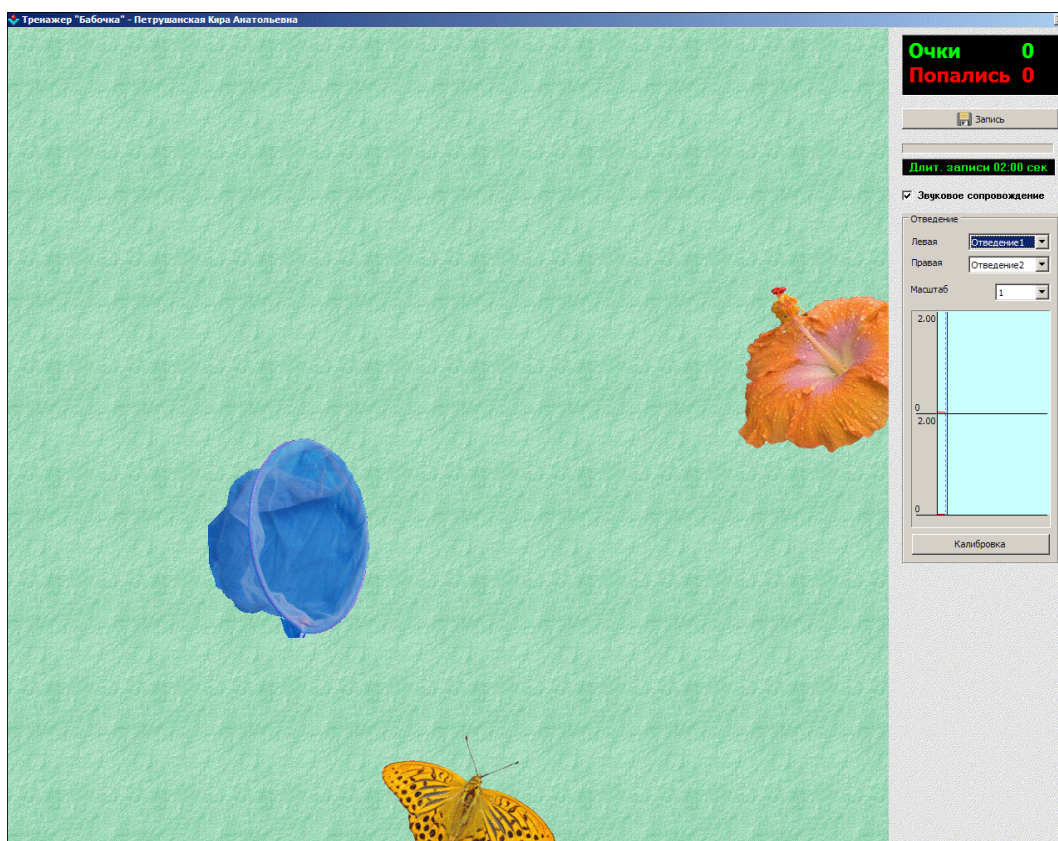 Тренажер "Бабочка" - Петрушанская Кира Анатольевна
Очки 0
Попались 0
Запись
Длит. записи 02:00 сек
Звуковое сопровождение
Отведение
Левая Отведение1
Правая Отведение2
Масштаб 1
2.00
0
2.00
0
Калибровка